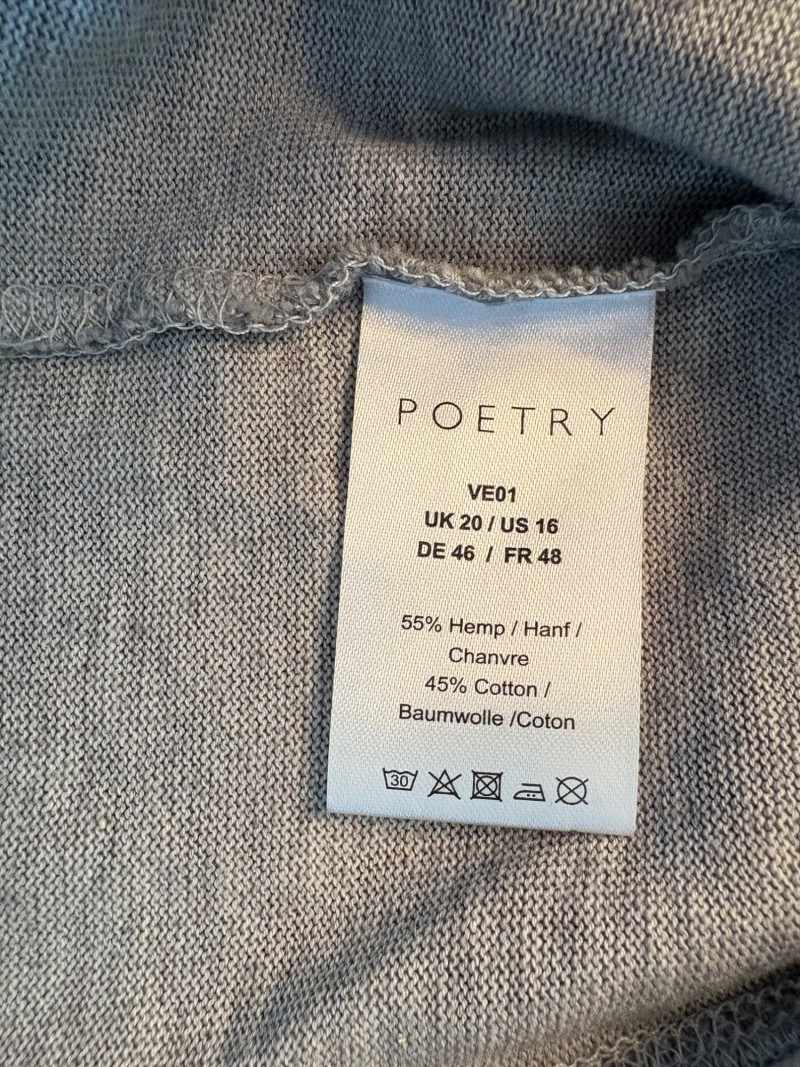 POETRY
VE01
UK 20 / US 16
DE 46 / FR 48
55% Hemp / Hanf /
Chanvre
45% Cotton /
Baumwolle /Coton
30